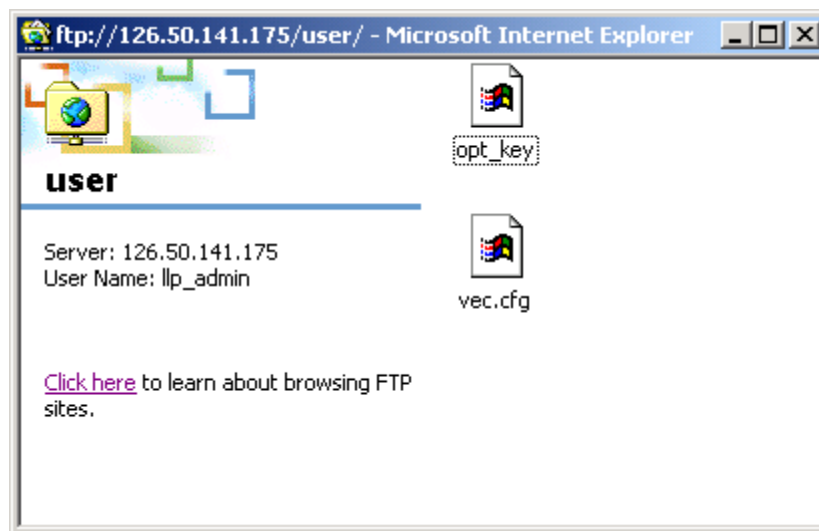 ftp://126.50.141.175/user/ - Microsoft Internet Explorer
opt_key
user
Server: 126.50.141.175
User Name: llp_admin
vec.cfg
Click here to learn about browsing FTP
sites.